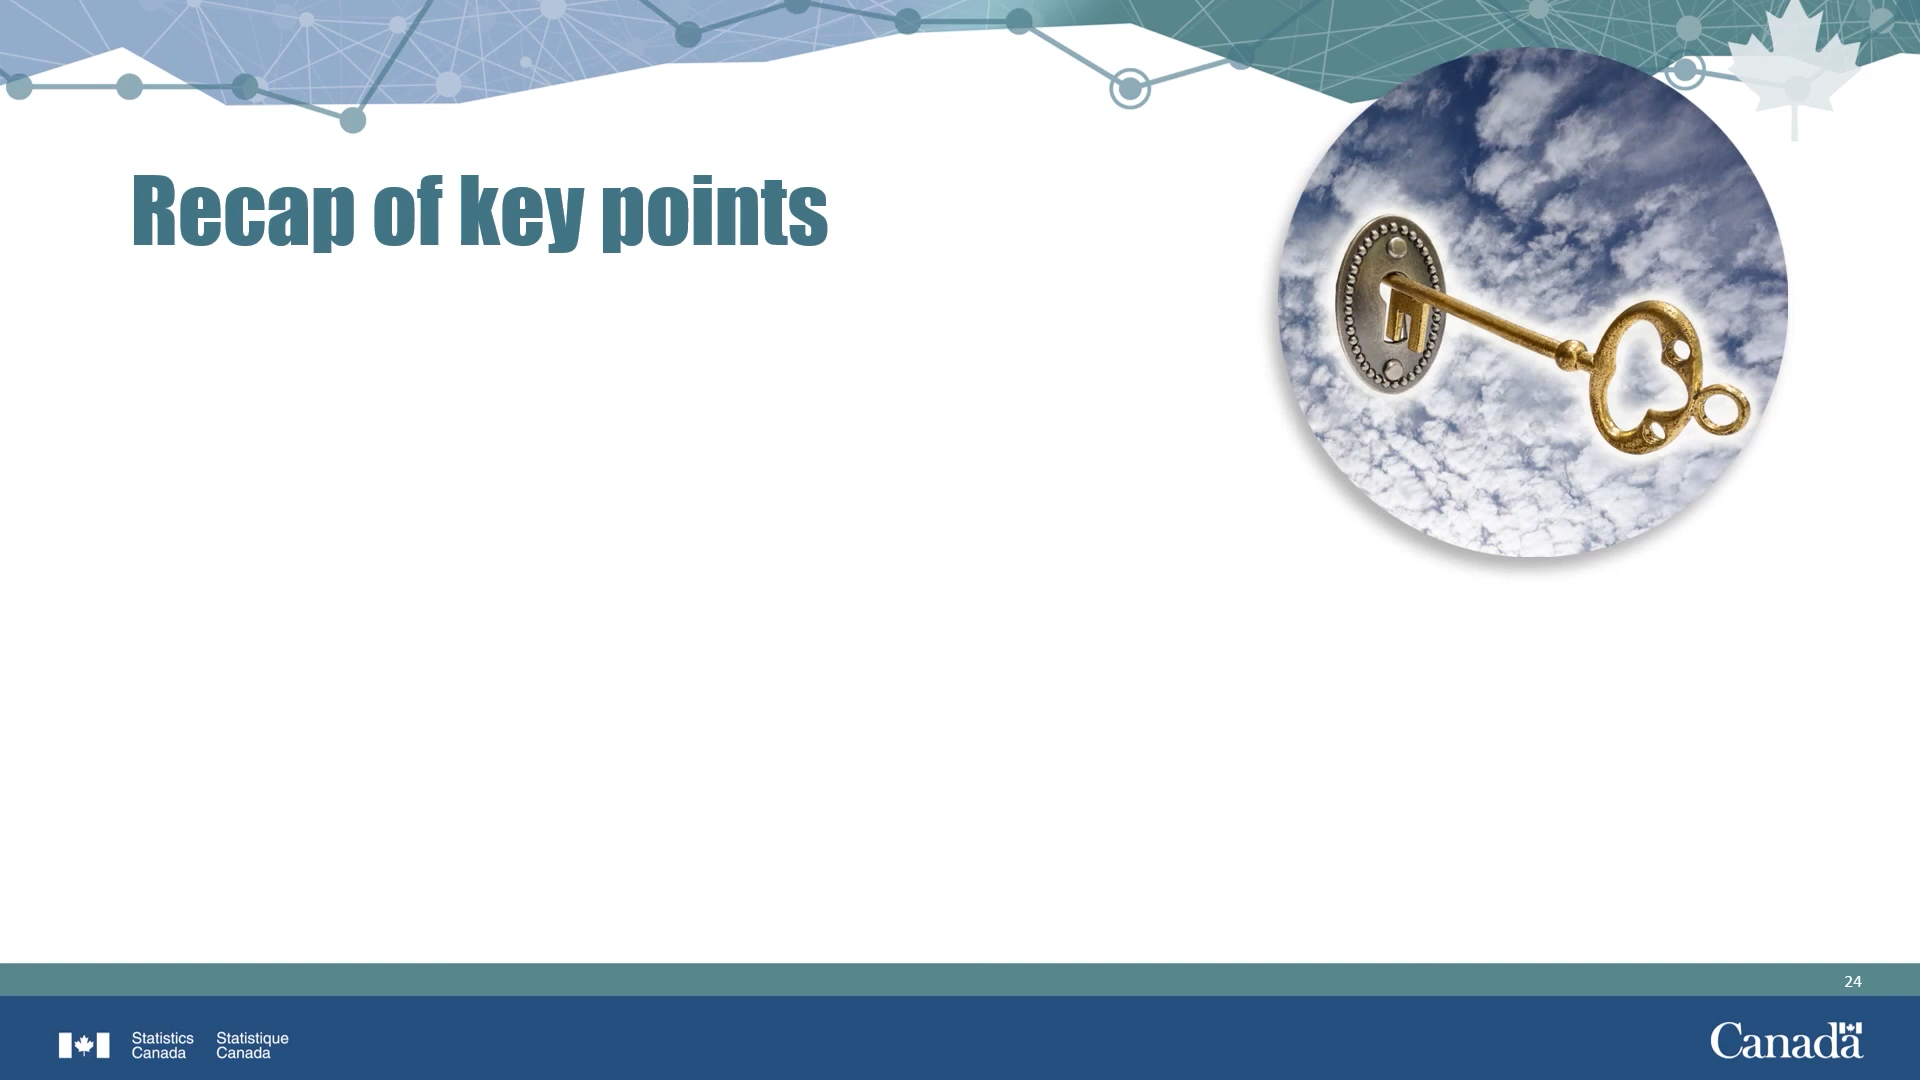 Recap of key points
24
Statistics Statistique
Canada Canada
Canada